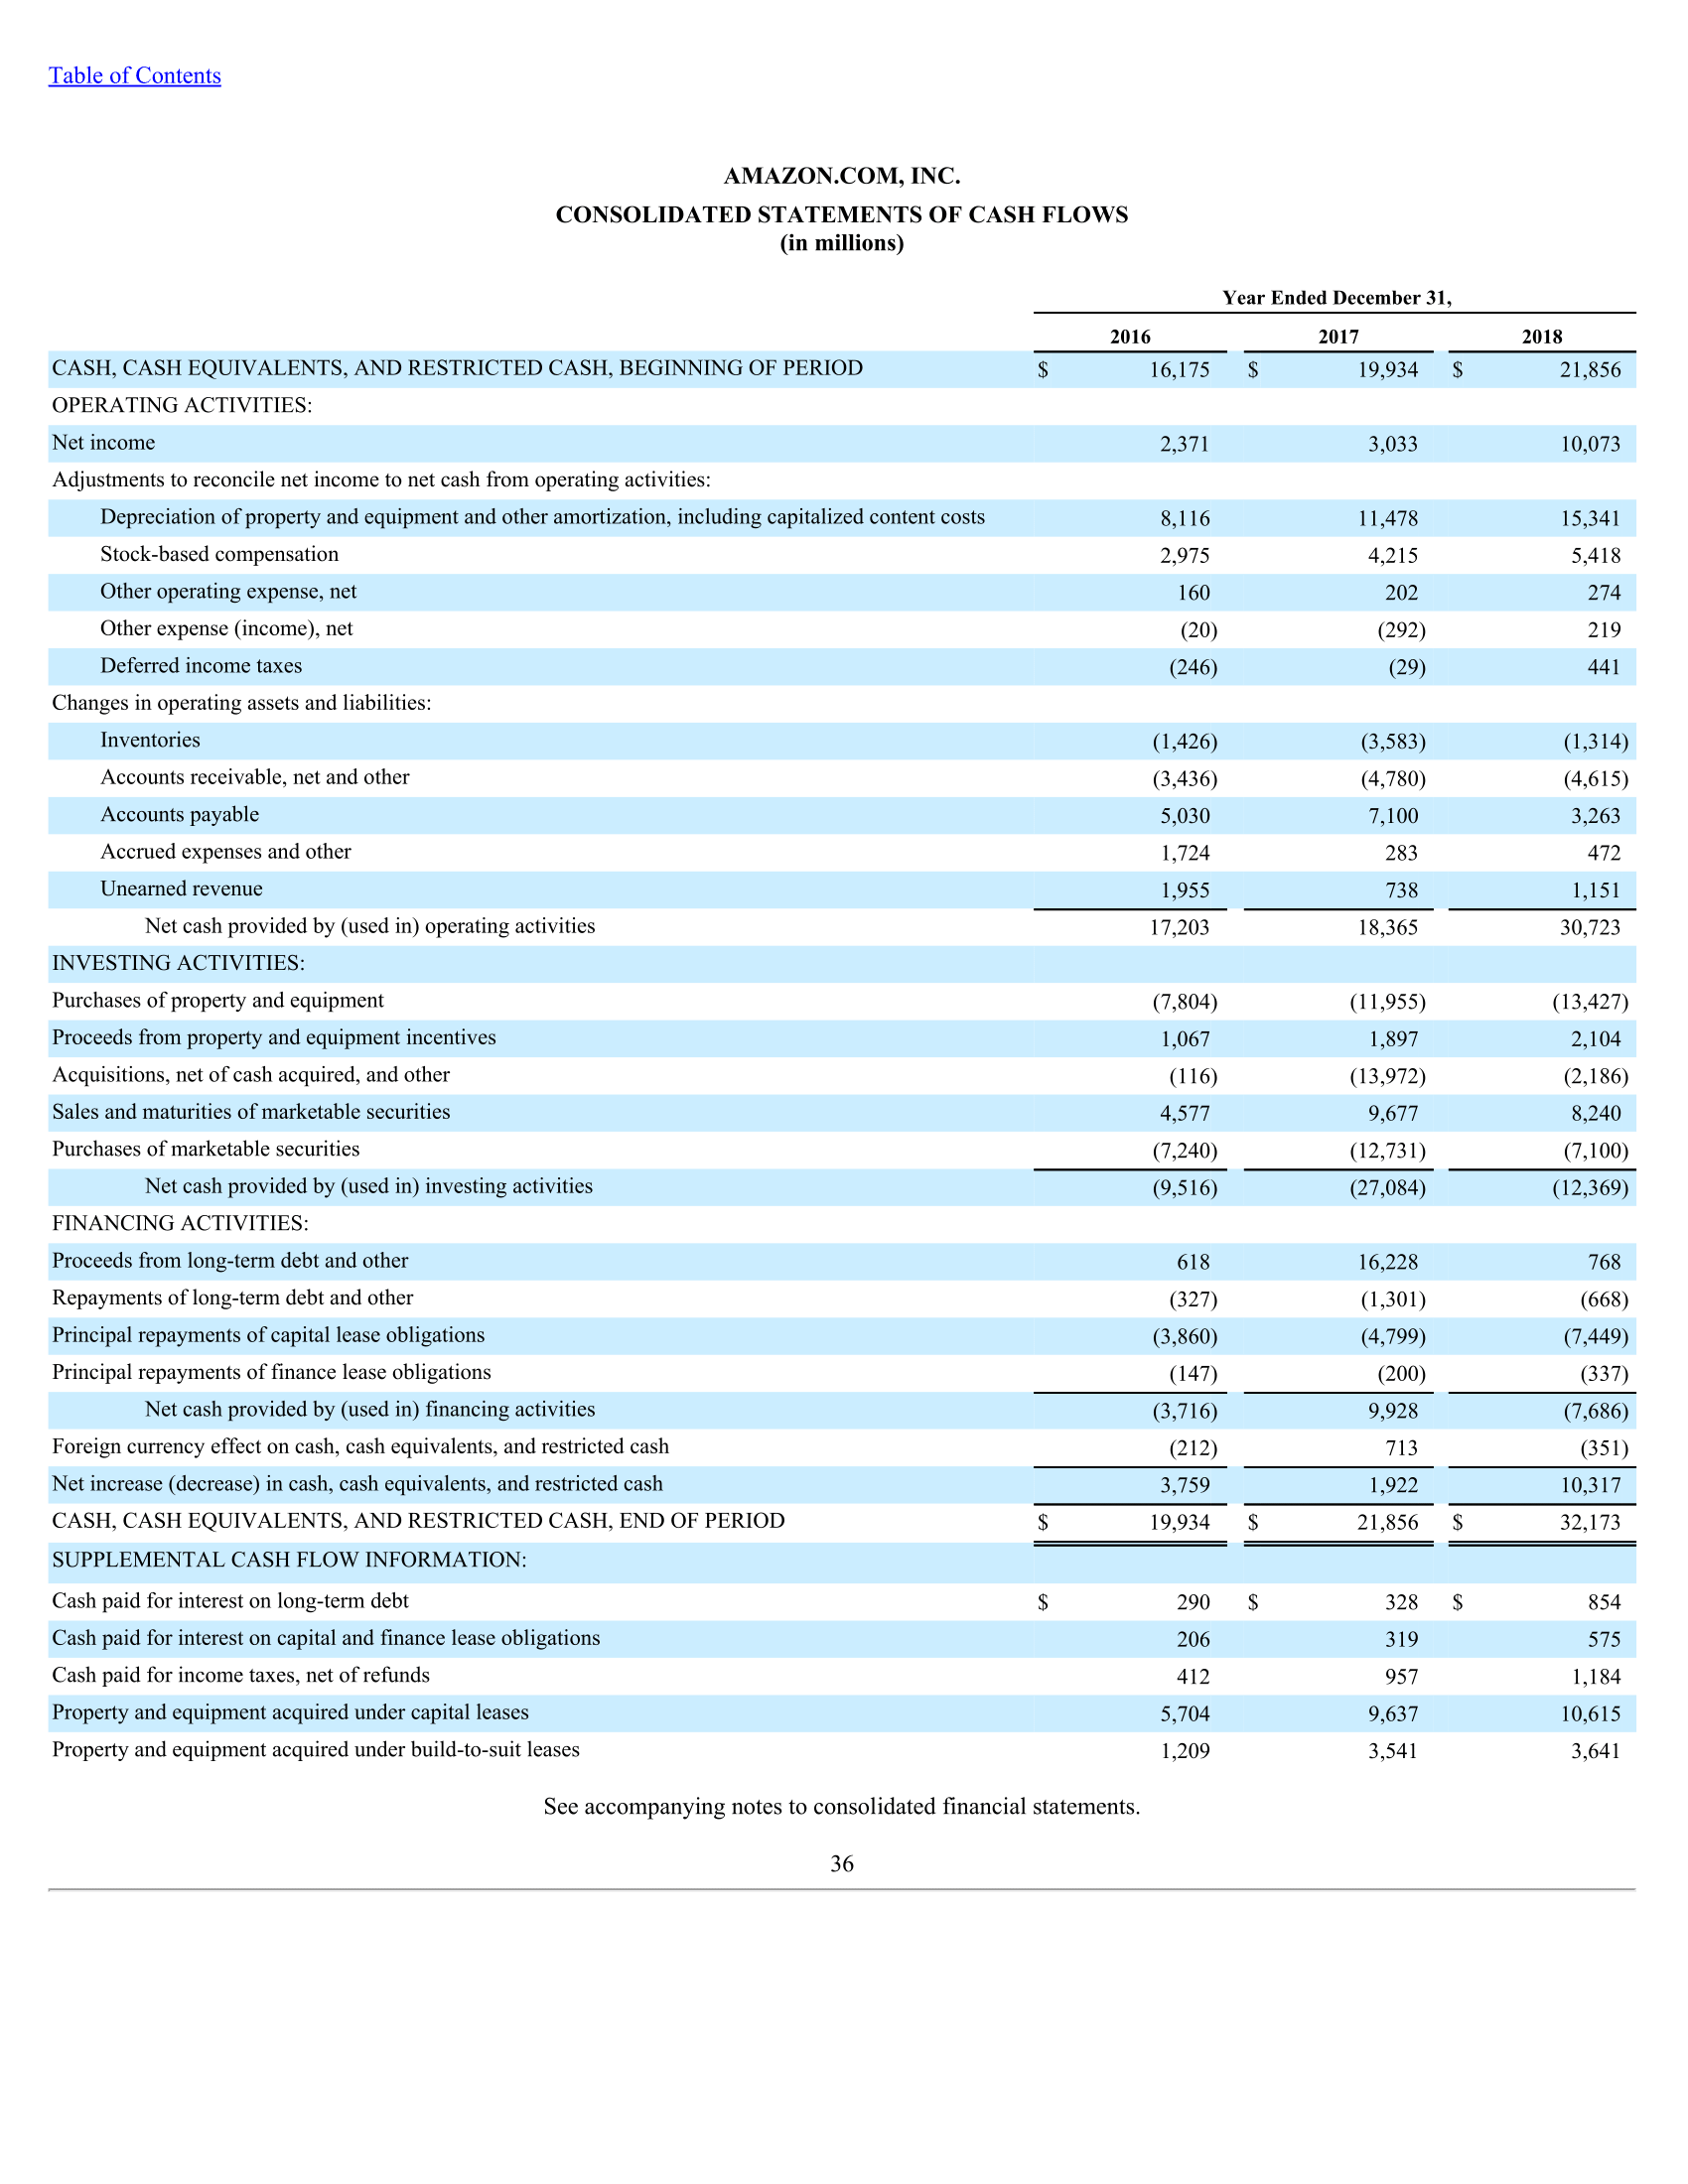 Table of Contents
AMAZON.COM, INC.
CONSOLIDATED STATEMENTS OF CASH FLOWS
(in millions)
Year Ended December 31,
2016 2017 2018
CASH, CASH EQUIVALENTS, AND RESTRICTED CASH, BEGINNING OF PERIOD $ 16,175 $ 19,934 $ 21,856
OPERATING ACTIVITIES:
Net income 2,371 3,033 10,073
Adjustments to reconcile net income to net cash from operating activities:
Depreciation of property and equipment and other amortization, including capitalized content costs 8,116 11,478 15,341
Stock-based compensation 2,975 4,215 5,418
Other operating expense, net 160 202 274
Other expense (income), net (20) (292) 219
Deferred income taxes (246) (29) 441
Changes in operating assets and liabilities:
Inventories (1,426) (3,583) (1,314)
Accounts receivable, net and other (3,436) (4,780) (4,615)
Accounts payable 5,030 7,100 3,263
Accrued expenses and other 1,724 283 472
Unearned revenue 1,955 738 1,151
Net cash provided by (used in) operating activities 17,203 18,365 30,723
INVESTING ACTIVITIES:
Purchases of property and equipment (7,804) (11,955) (13,427)
Proceeds from property and equipment incentives 1,067 1,897 2,104
Acquisitions, net of cash acquired, and other (116) (13,972) (2,186)
Sales and maturities of marketable securities 4,577 9,677 8,240
Purchases of marketable securities (7,240) (12,731) (7,100)
Net cash provided by (used in) investing activities (9,516) (27,084) (12,369)
FINANCING ACTIVITIES:
Proceeds from long-term debt and other 618 16,228 768
Repayments of long-term debt and other (327) (1,301) (668)
Principal repayments of capital lease obligations (3,860) (4,799) (7,449)
Principal repayments of finance lease obligations (147) (200) (337)
Net cash provided by (used in) financing activities (3,716) 9,928 (7,686)
Foreign currency effect on cash, cash equivalents, and restricted cash (212) 713 (351)
Net increase (decrease) in cash, cash equivalents, and restricted cash 3,759 1,922 10,317
CASH, CASH EQUIVALENTS, AND RESTRICTED CASH, END OF PERIOD $ 19,934 $ 21,856 $ 32,173
SUPPLEMENTAL CASH FLOW INFORMATION:
Cash paid for interest on long-term debt $ 290 $ 328 $ 854
Cash paid for interest on capital and finance lease obligations 206 319 575
Cash paid for income taxes, net of refunds 412 957 1,184
Property and equipment acquired under capital leases 5,704 9,637 10,615
Property and equipment acquired under build-to-suit leases 1,209 3,541 3,641
See accompanying notes to consolidated financial statements.
36